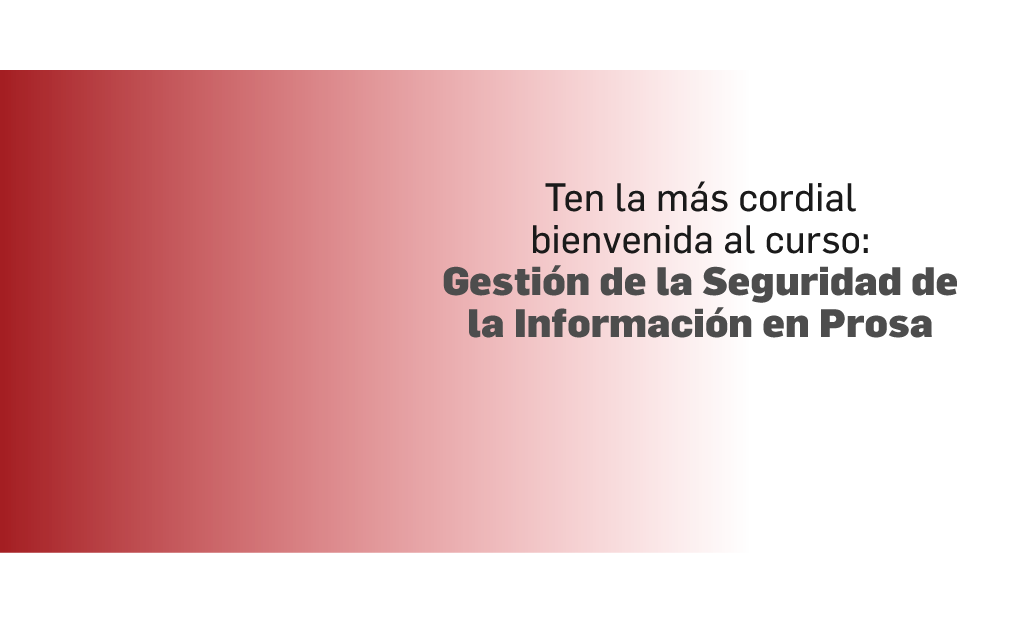 Ten la más cordial
bienvenida al curso:
Gestión de la Seguridad de
la Información en Prosa